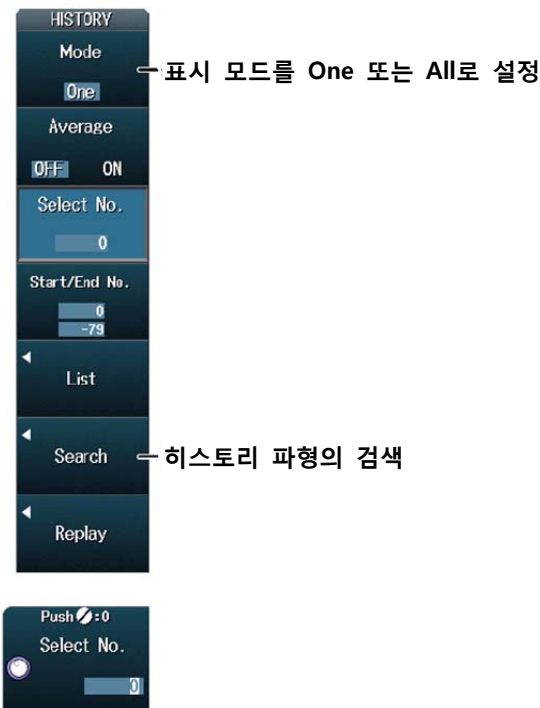 HISTORY
Mode
표시 모드를 One 또는 All로 설정
One
Average
OFF ON
Select No.
0
Start/End No.
0
-79
List
Search
히스토리 파형의 검색
Replay
Push :0
Select No.
0